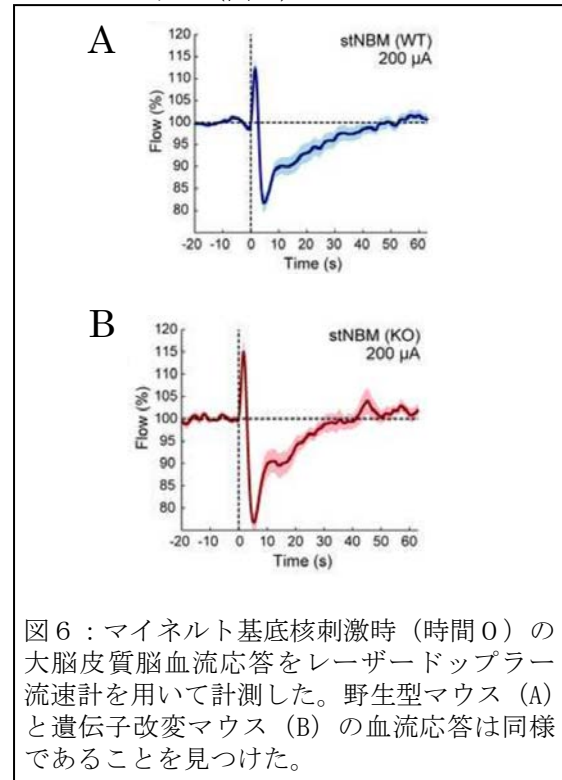 A
stNBM (WT)
200 µA
Flow (%)
120
115
110
105
100
95
90
85
80
-20 -10 0 10 20 30 40 50 60
Time (s)
B
stNBM (KO)
200 µA
Flow (%)
120
115
110
105
100
95
90
85
80
-20 -10 0 10 20 30 40 50 60
Time (s)
図6:マイネルト基底核刺激時(時間0)の
大脳皮質脳血流応答をレーザードップラー
流速計を用いて計測した。野生型マウス(A)
と遺伝子改変マウス(B)の血流応答は同様
であることを見つけた。